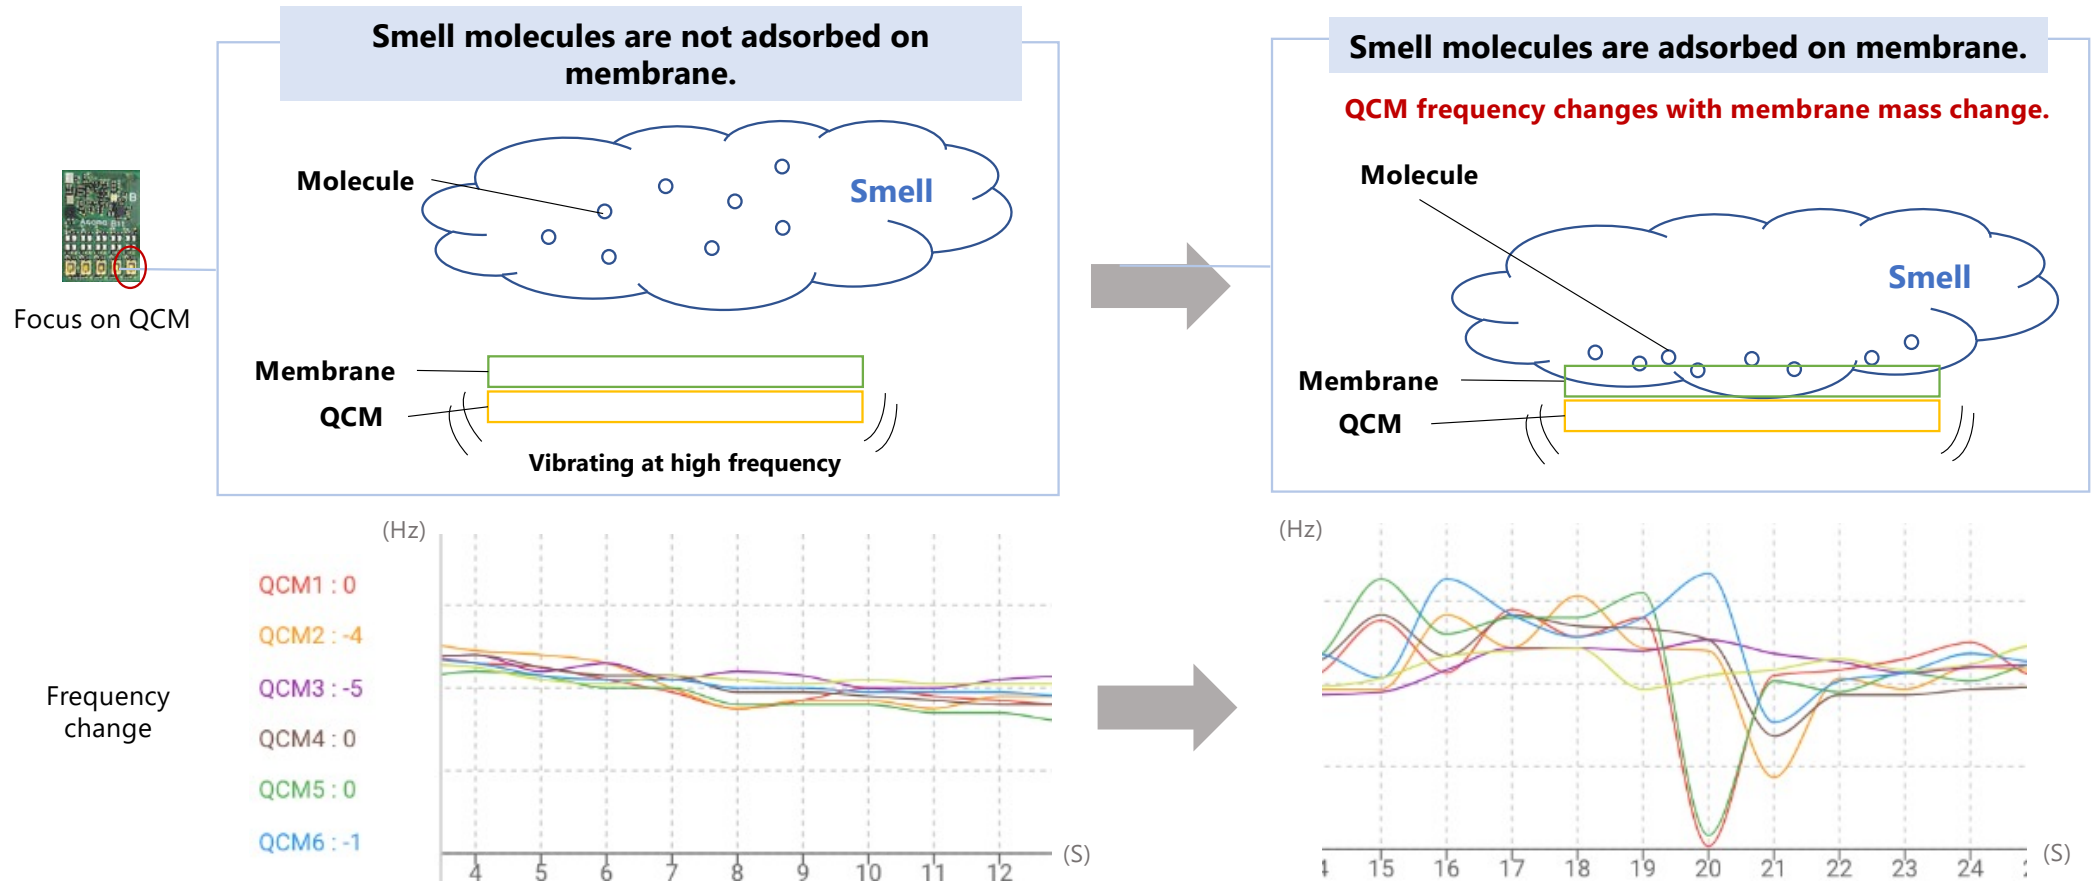 Smell molecules are not adsorbed on
membrane.
Molecule
Smell
Membrane
QCM
Vibrating at high frequency
Focus on QCM
Smell molecules are adsorbed on membrane.
QCM frequency changes with membrane mass change.
Molecule
Smell
Membrane
QCM
Frequency
change
QCM1 : 0
QCM2 : -4
QCM3 : -5
QCM4 : 0
QCM5 : 0
QCM6 : -1
(Hz)
4 5 6 7 8 9 10 11 12
(S)
(Hz)
15 16 17 18 19 20 21 22 23 24
(S)